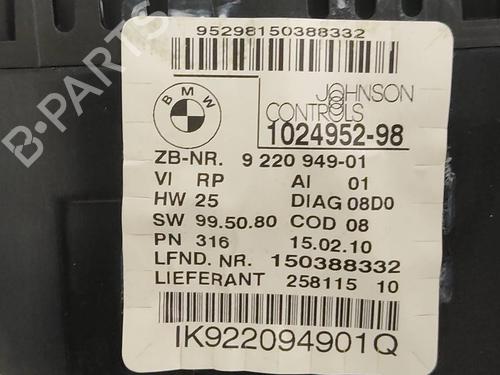 95298150388332
B-PARTS
BMW
JOHNSON
CONTROLS
1024952-98
ZB-NR. 9 220 949-01
VI RP AI 01
HW 25 DIAG 08D0
SW 99.50.80 COD 08
PN 316 15.02.10
LFND. NR. 150388332
LIEFERANT 258115 10
IK922094901Q